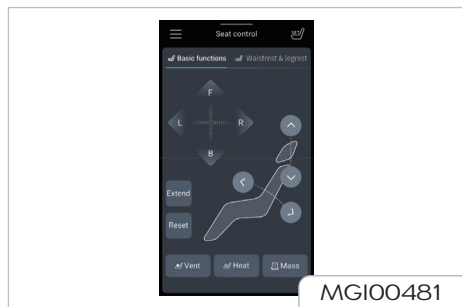 Seat control
Basic functions
Waistrest & legrest
F
L
R
B
Extend
Reset
Vent
Heat
Mass
MGI00481